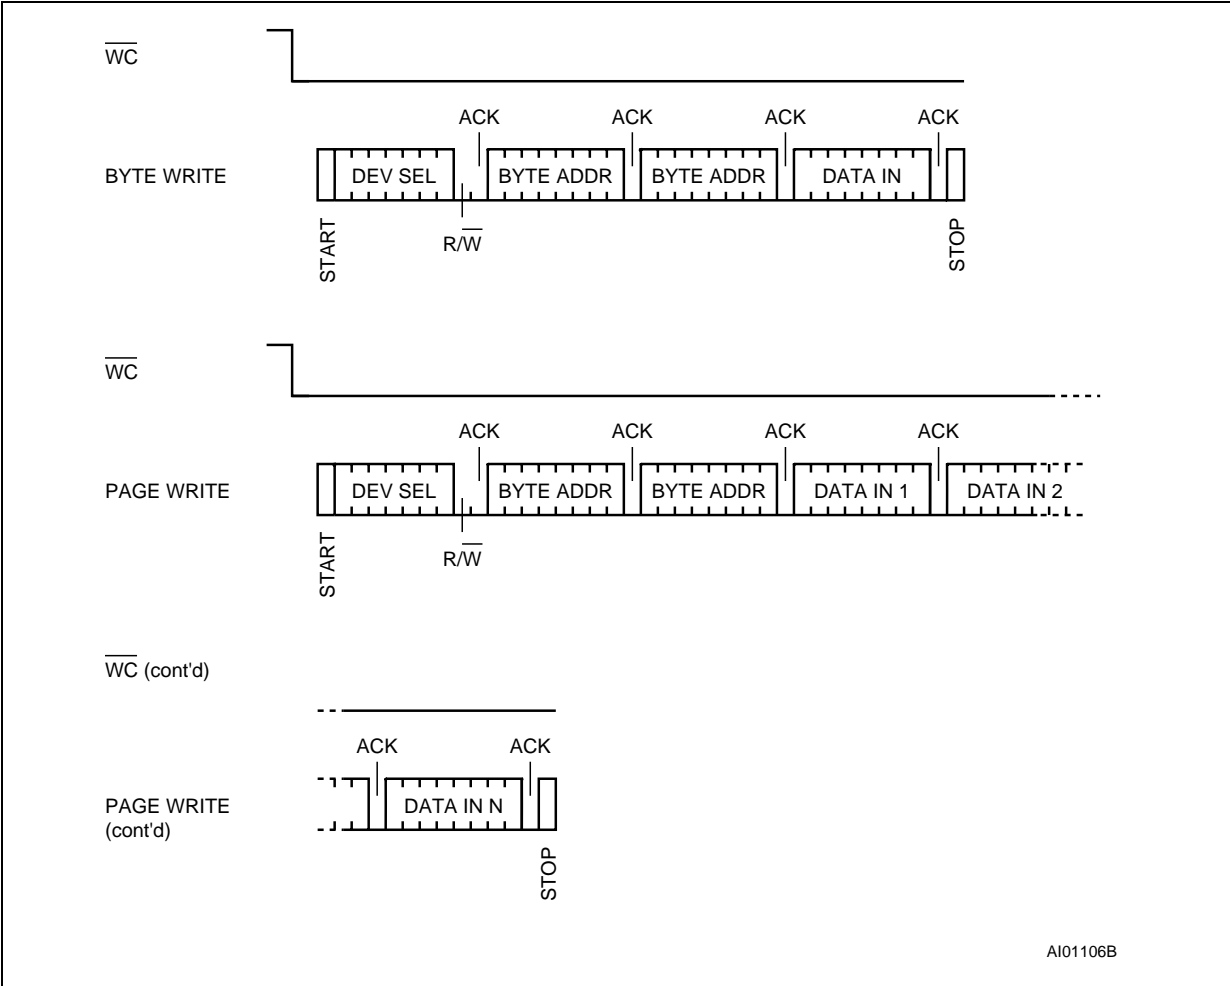 WC
ACK ACK ACK ACK
BYTE WRITE DEV SEL BYTE ADDR BYTE ADDR DATA IN
R/W
START STOP
WC
ACK ACK ACK ACK
PAGE WRITE DEV SEL BYTE ADDR BYTE ADDR DATA IN 1 DATA IN 2
R/W
START
WC (cont'd)
ACK ACK
PAGE WRITE DATA IN N
(cont'd)
STOP
AI01106B